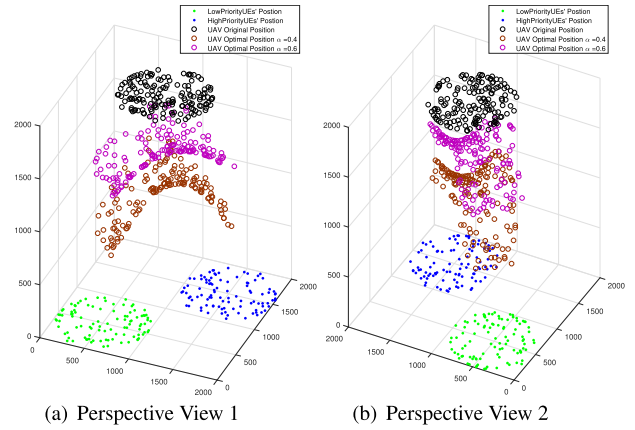 LowPriorityUEs' Postion
HighPriorityUEs' Postion
UAV Original Position
UAV Optimal Position α =0.4
UAV Optimal Position α =0.6
2000
1500
1000
500
0
0
500
1000
1500
2000
0
500
1000
1500
2000
(a) Perspective View 1
LowPriorityUEs' Position
HighPriorityUEs' Position
UAV Original Position
UAV Optimal Position α =0.4
UAV Optimal Position α =0.6
2000
1500
1000
500
0
2000
1500
1000
500
0
0
500
1000
1500
2000
(b) Perspective View 2